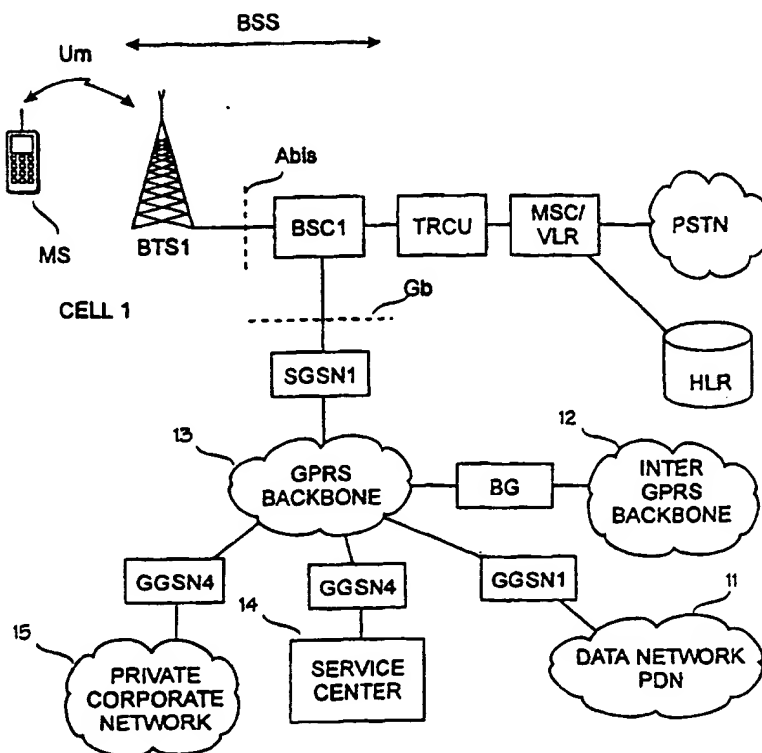 BSS
Um
Abis
MS
BTS1
BSC1
TRCU
MSC/
VLR
PSTN
CELL 1
Gb
HLR
SGSN1
13
GPRS
BACKBONE
BG
12
INTER
GPRS
BACKBONE
GGSN4
GGSN4
GGSN1
15
PRIVATE
CORPORATE
NETWORK
14
SERVICE
CENTER
11
DATA NETWORK
PDN